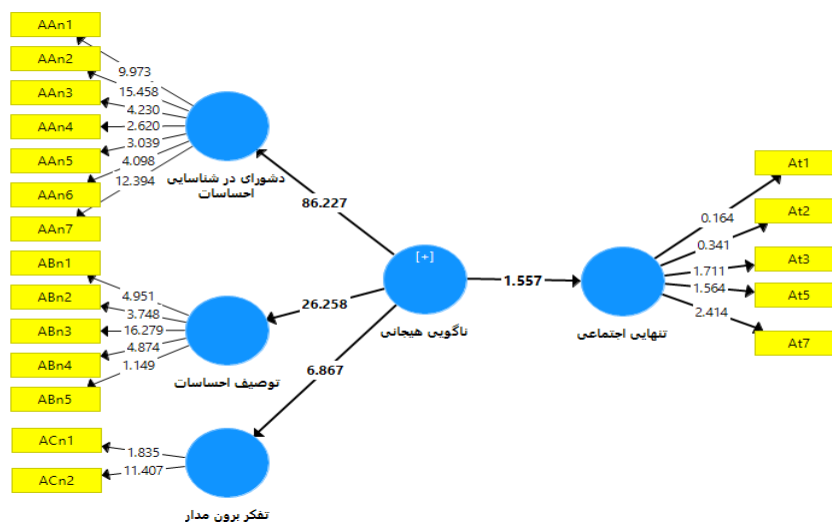 AAn1
AAn2
AAn3
AAn4
AAn5
AAn6
AAn7
9.973
15.458
4.230
2.620
3.039
4.098
12.394
دشورای در شناسایی
احساسات
86.227
ABn1
ABn2
ABn3
ABn4
ABn5
4.951
3.748
16.279
4.874
1.149
توصیف احساسات
26.258
ACn1
ACn2
1.835
11.407
تفکر برون مدار
6.867
[+]
ناگویی هیجانی
1.557
تنهایی اجتماعی
0.164
0.341
1.711
1.564
2.414
At1
At2
At3
At5
At7